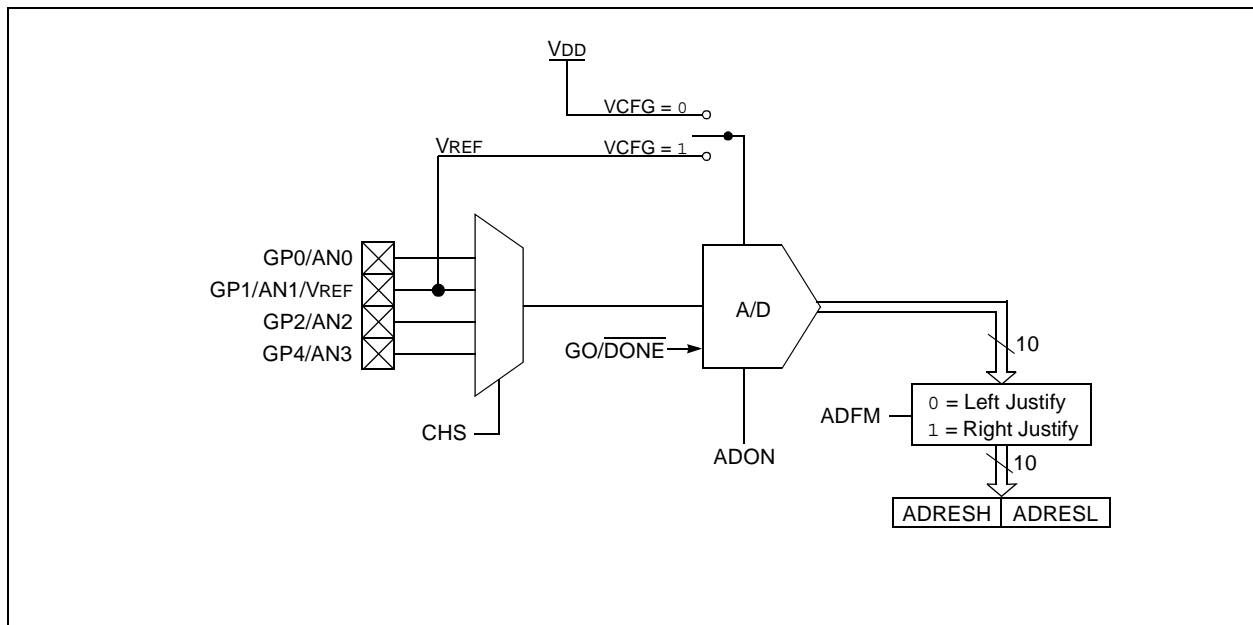 VDD
VCFG = 0
VREF
VCFG = 1
GP0/AN0
GP1/AN1/VREF
GP2/AN2
GP4/AN3
A/D
GO/DONE
10
CHS
ADON
ADFM
0 = Left Justify
1 = Right Justify
10
ADRESH ADRESL